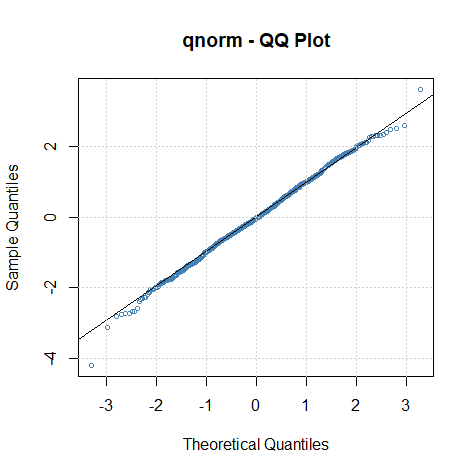 qnorm - QQ Plot
Sample Quantiles
2
0
-2
-4
-3 -2 -1 0 1 2 3
Theoretical Quantiles